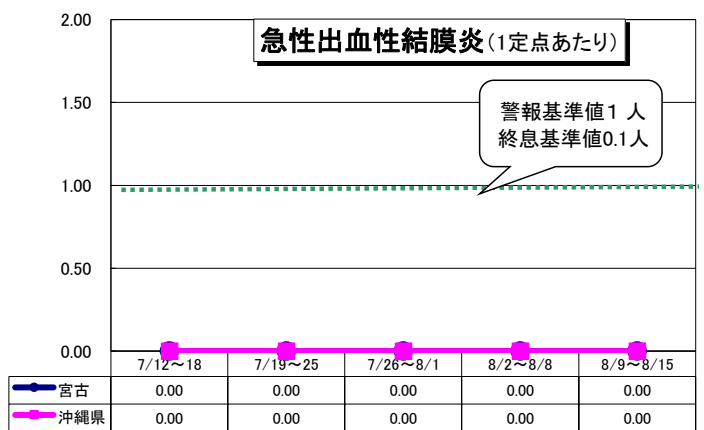 急性出血性結膜炎(1定点あたり)
警報基準値1 人
終息基準値0.1人
2.00
1.50
1.00
0.50
0.00
7/12～18 7/19～25 7/26～8/1 8/2～8/8 8/9～8/15
宮古 0.00 0.00 0.00 0.00 0.00
沖縄県 0.00 0.00 0.00 0.00 0.00